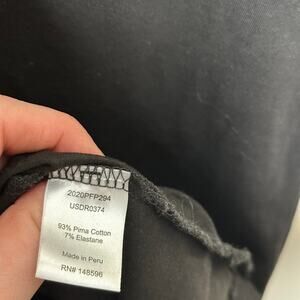 2020PFP294
USDR0374
93% Pima Cotton
7% Elastane
Made in Peru
RN# 148596